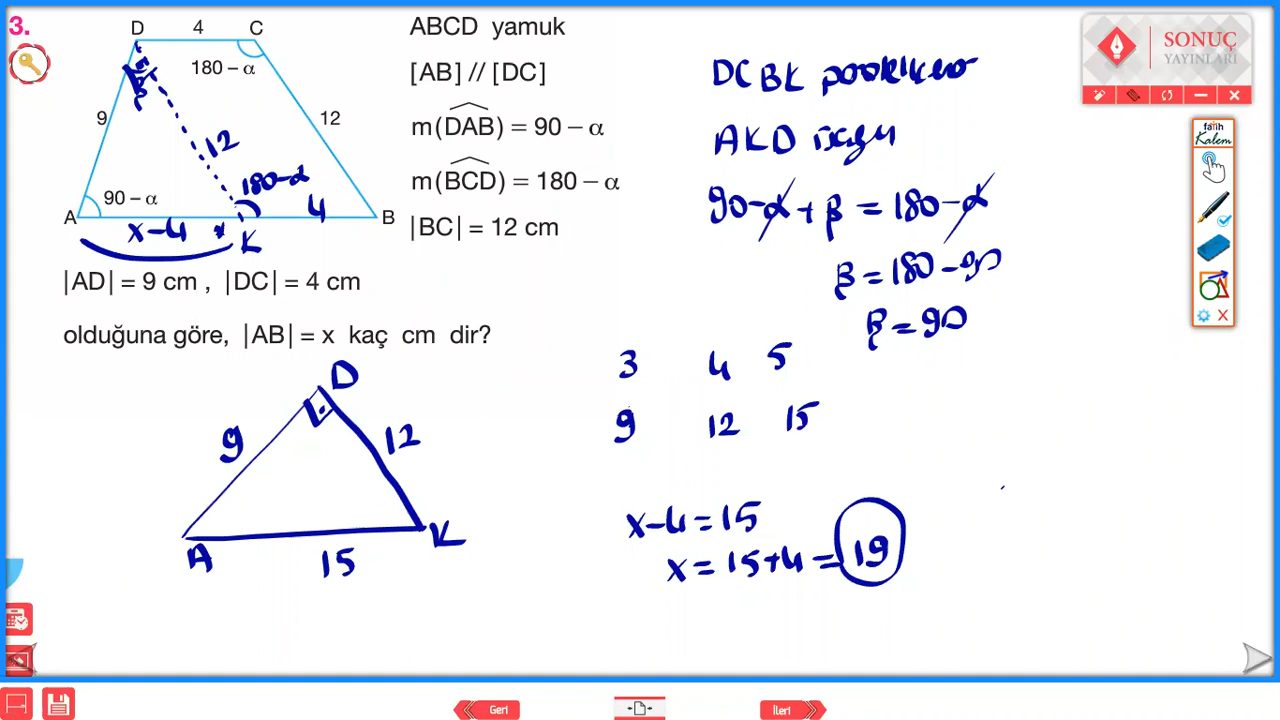 3.
D 4 C
180 – α
9
12
12
180-α
90 – α
A x-4 K 4 B
ABCD yamuk
[AB] // [DC]
m(DAB) = 90 – α
m(BCD) = 180 – α
|BC| = 12 cm
|AD| = 9 cm , |DC| = 4 cm
olduğuna göre, |AB| = x kaç cm dir?
DCBK
AKD
90-α + β = 180-α
β = 180-90
β = 90
3 4 5
9 12 15
D
9 12
A 15 K
x-4 = 15
x = 15+4 = 19
SONUÇ
YAYINLARI
fatih
Kalem
Geri
İleri